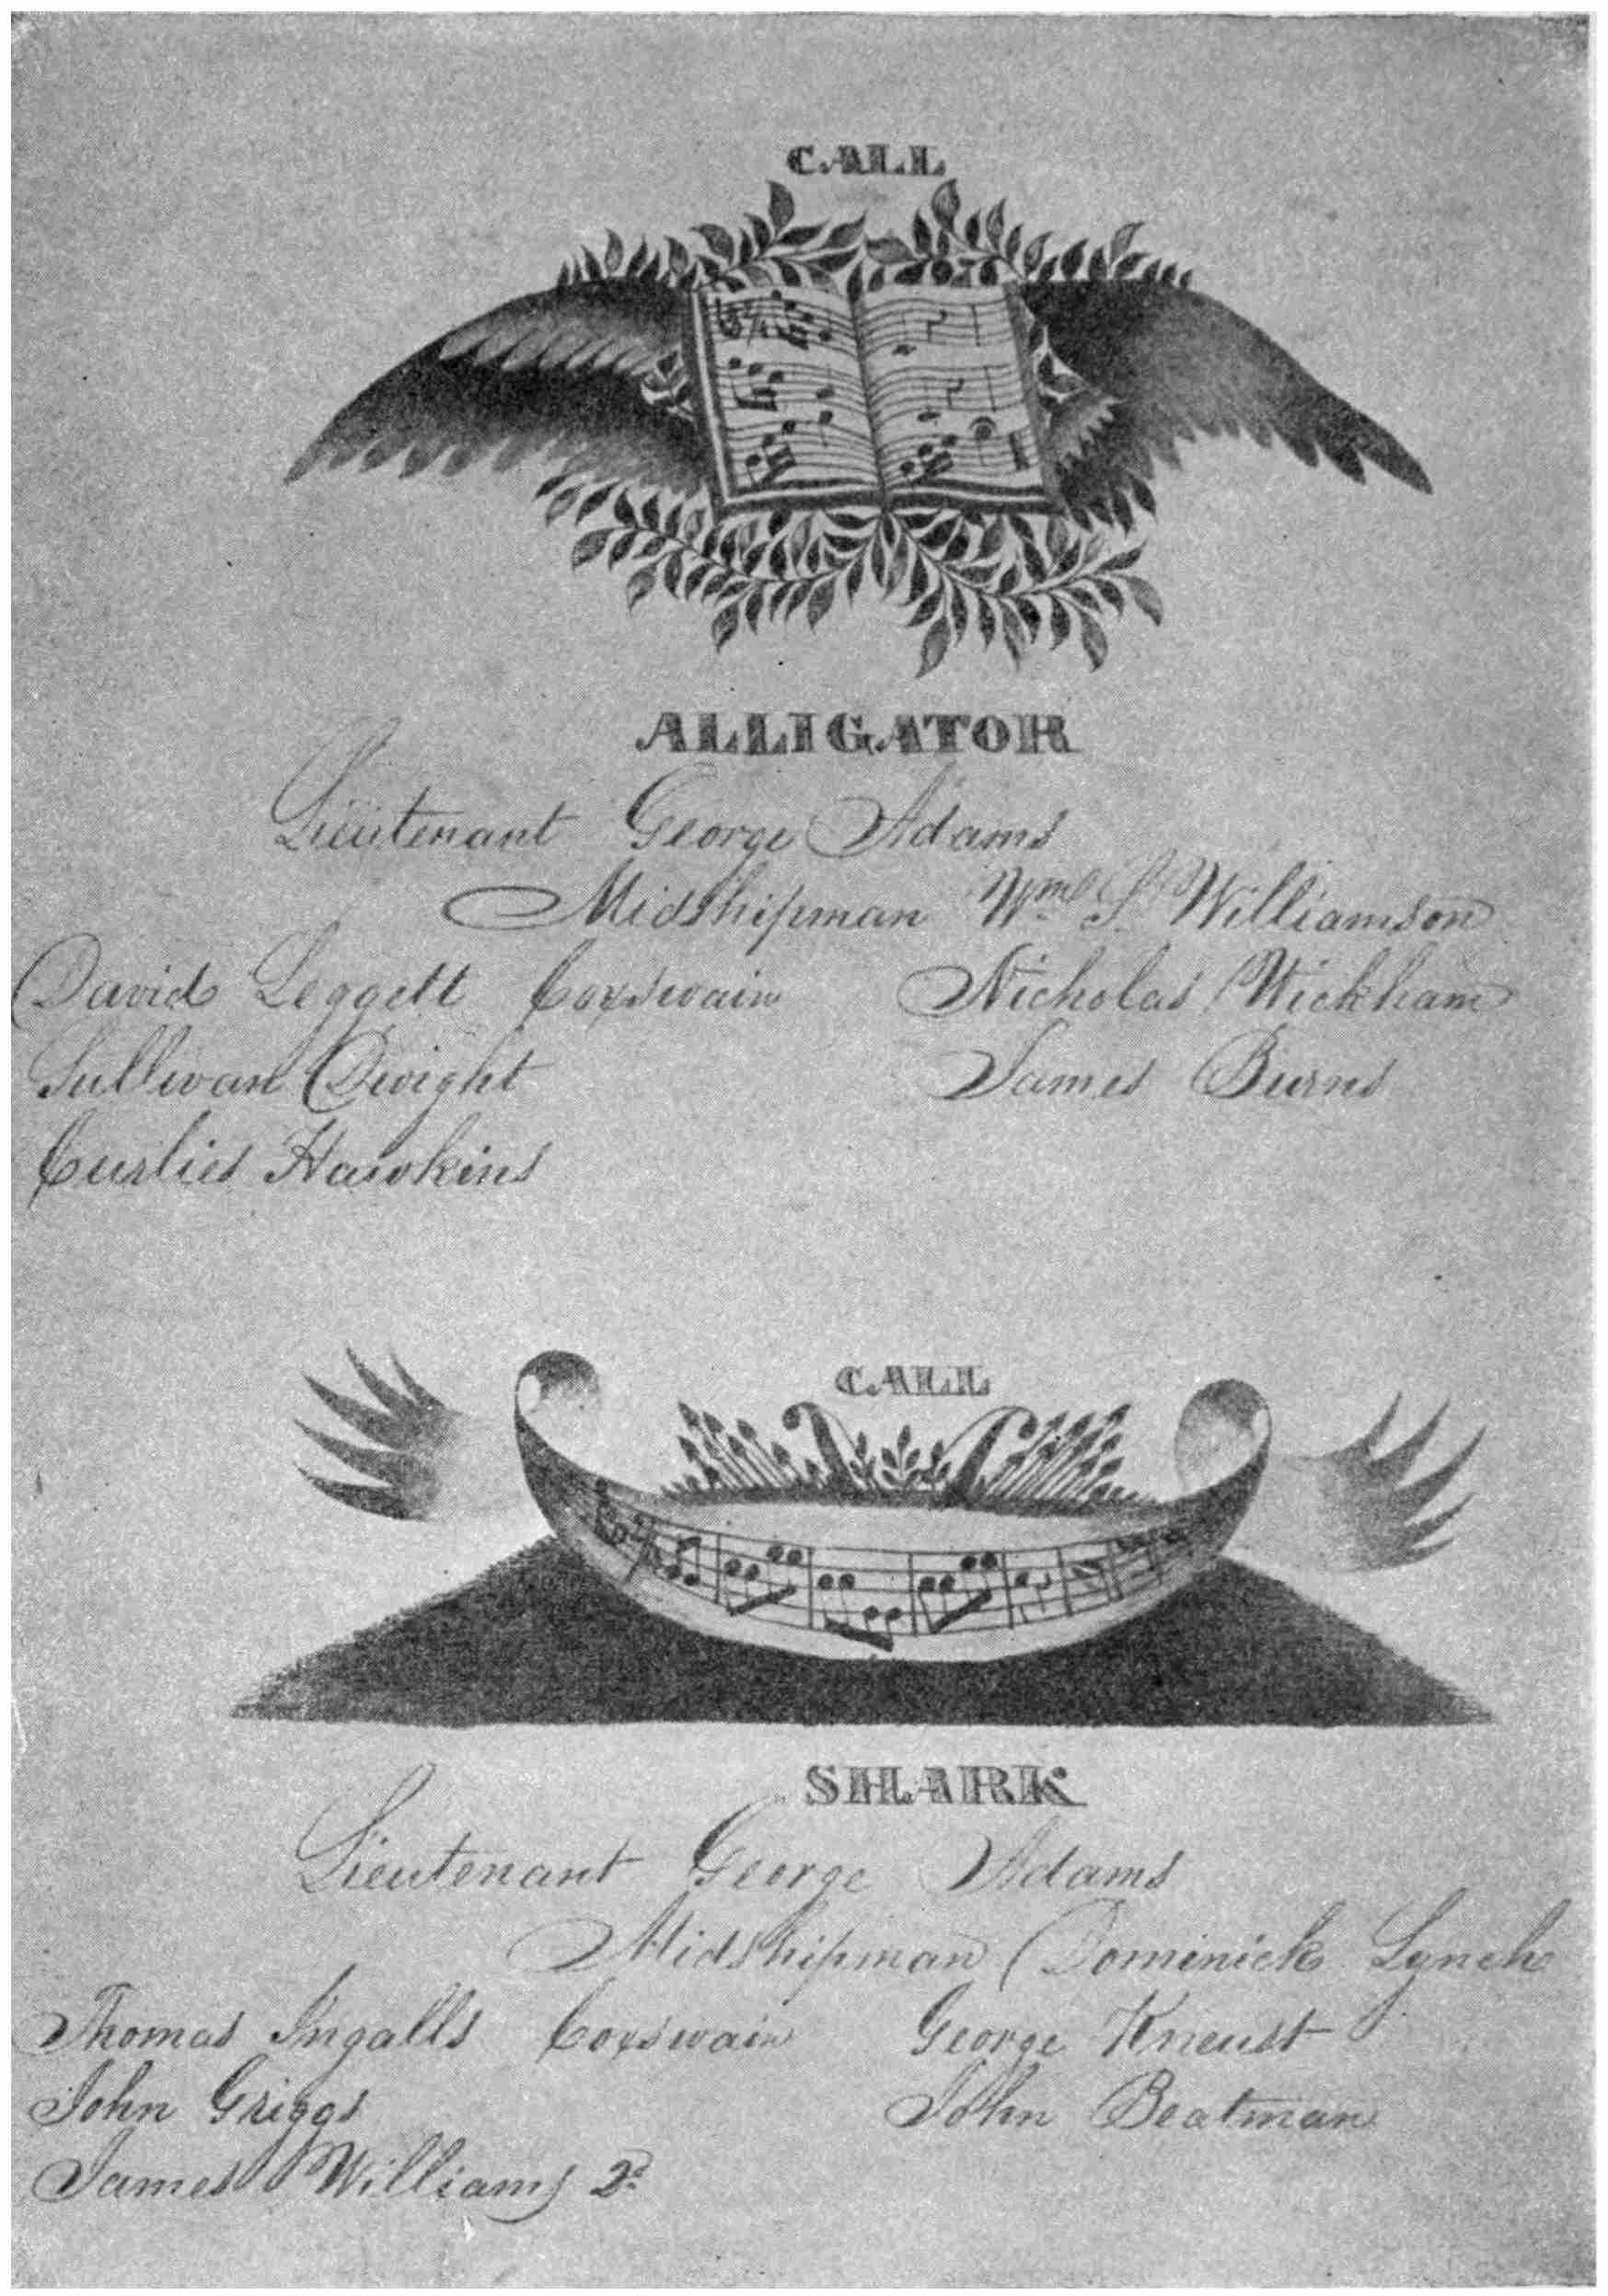 CALL
ALLIGATOR
Lieutenant George Adams
Midshipman Wm S. Williamson
David Leggett Coxswain Nicholas Wickham
Sullivan Dwight James Burns
Curlies Hawkins
CALL
SHARK
Lieutenant George Adams
Midshipman Dominick Lynch
Thomas Ingalls Coxswain George Kneust
John Griggs John Beatman
James Williams 2d